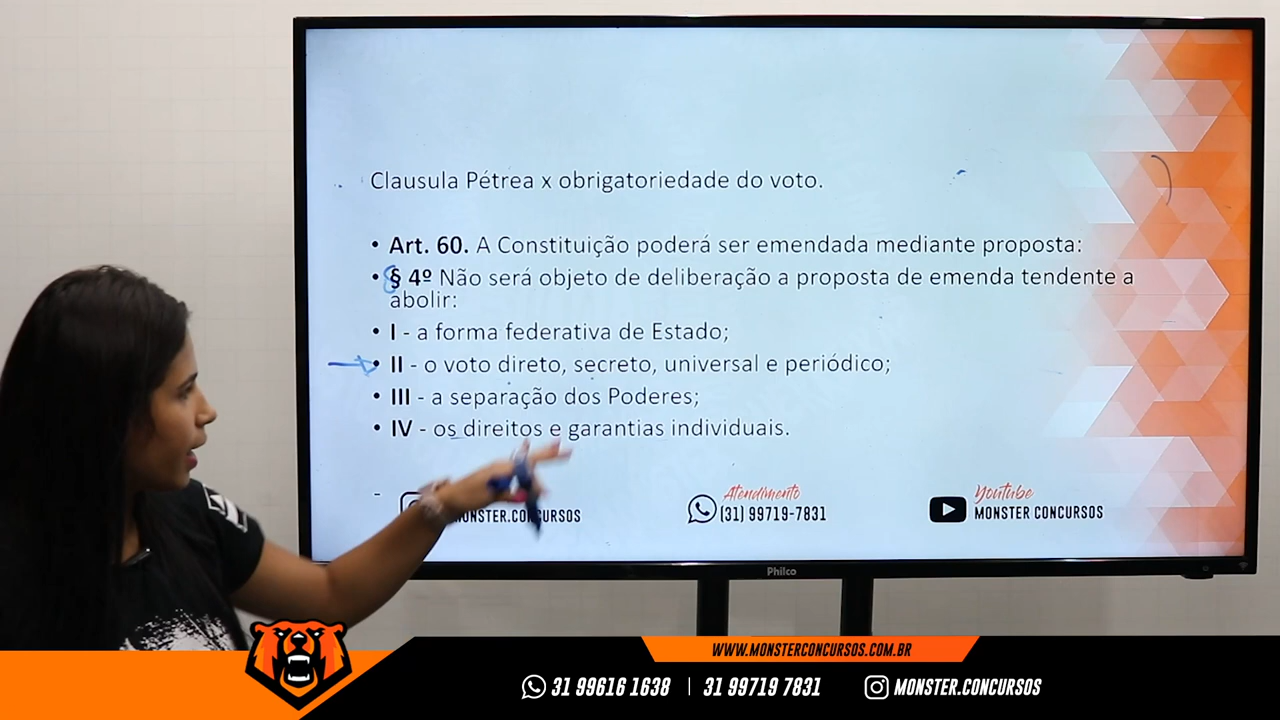 Clausula Pétrea x obrigatoriedade do voto.
• Art. 60. A Constituição poderá ser emendada mediante proposta:
• § 4º Não será objeto de deliberação a proposta de emenda tendente a
abolir:
• I - a forma federativa de Estado;
• II - o voto direto, secreto, universal e periódico;
• III - a separação dos Poderes;
• IV - os direitos e garantias individuais.
Atendimento
Youtube
MONSTER.CONCURSOS
(31) 99719-7831
MONSTER CONCURSOS
Philco
WWW.MONSTERCONCURSOS.COM.BR
31 99616 1638 | 31 99719 7831 MONSTER.CONCURSOS